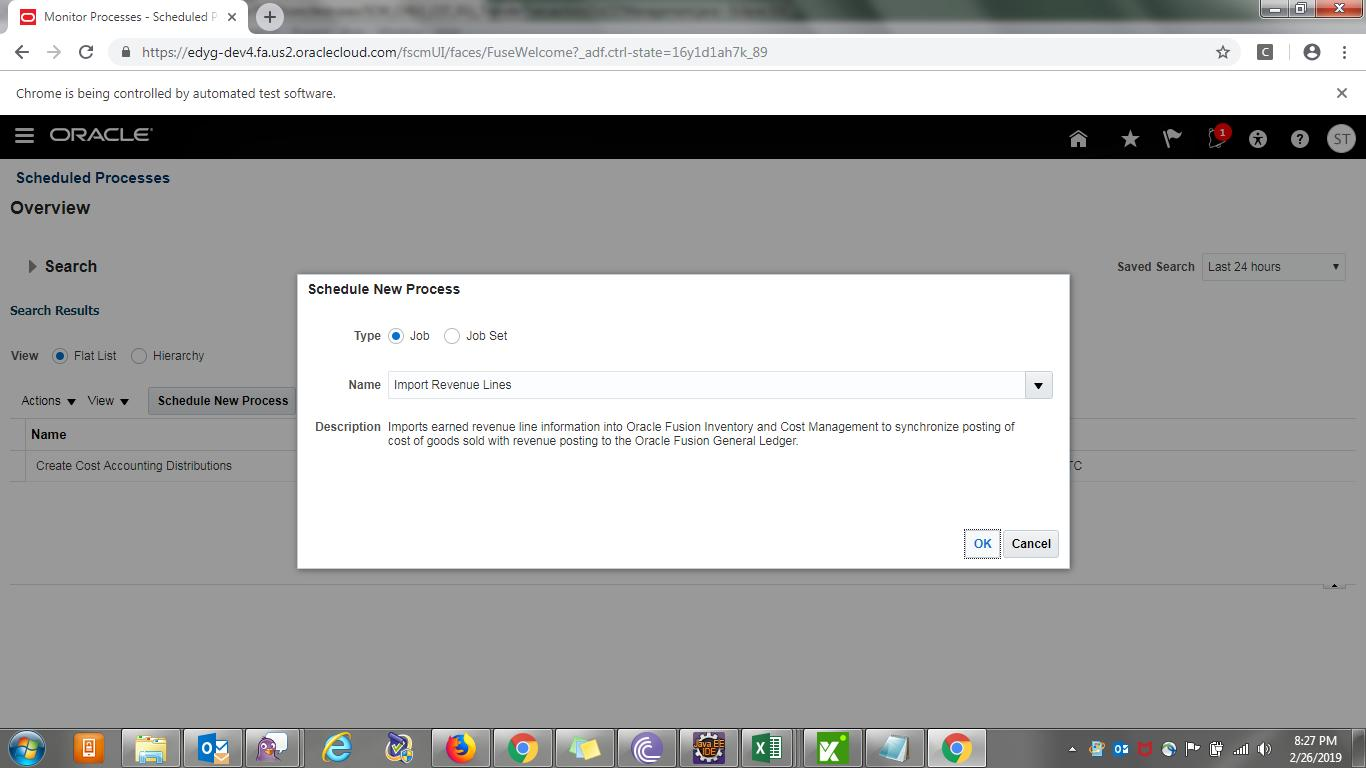 Monitor Processes - Scheduled P
https://edyg-dev4.fa.us2.oraclecloud.com/fscmUI/faces/FuseWelcome?_adf.ctrl-state=16y1d1ah7k_89
C
Chrome is being controlled by automated test software.
ORACLE
1
?
ST
Scheduled Processes
Overview
Search
Saved Search
Last 24 hours
Search Results
View
Flat List
Hierarchy
Actions
View
Schedule New Process
Name
Create Cost Accounting Distributions
TC
Schedule New Process
Type
Job
Job Set
Name
Import Revenue Lines
Description
Imports earned revenue line information into Oracle Fusion Inventory and Cost Management to synchronize posting of
cost of goods sold with revenue posting to the Oracle Fusion General Ledger.
OK
Cancel
Java EE
IDE
8:27 PM
2/26/2019